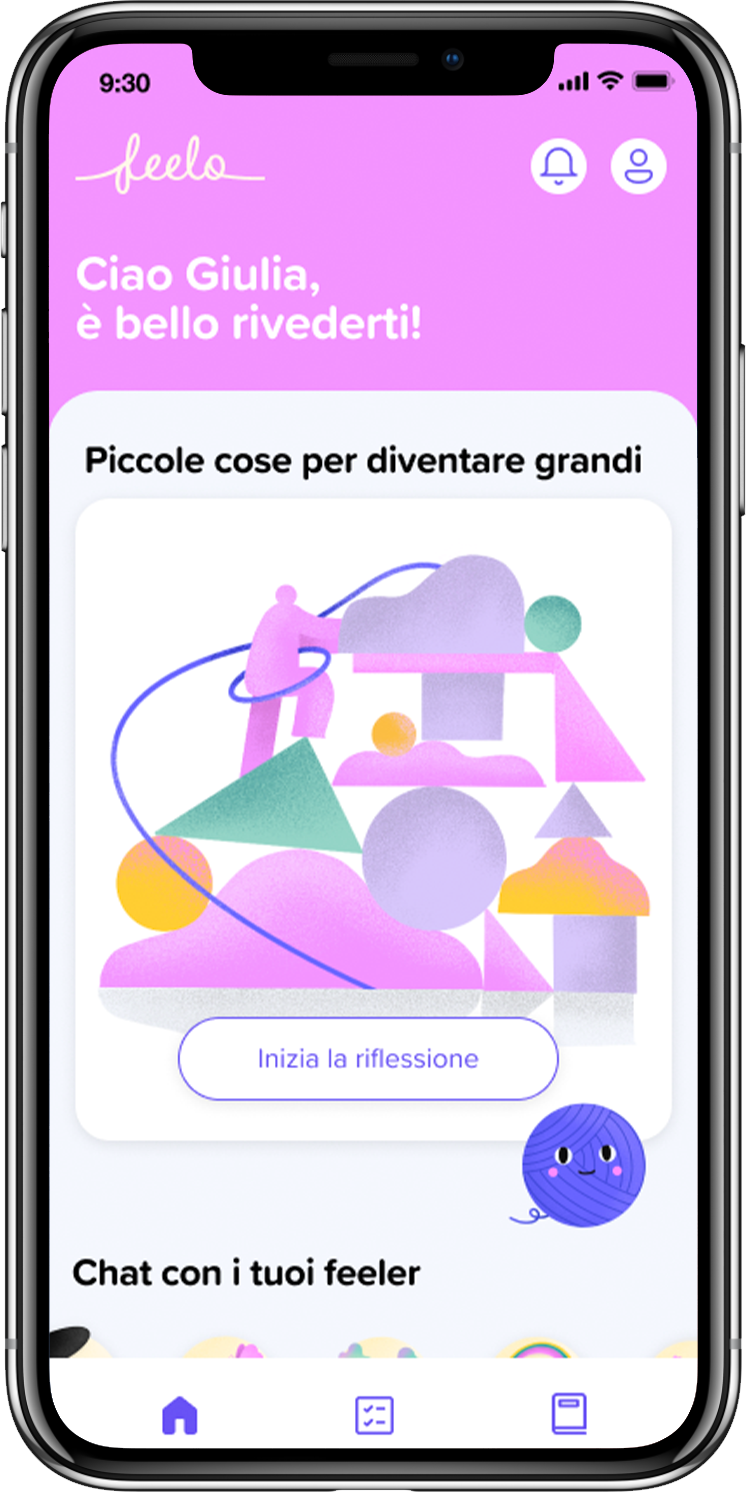 9:30
feelo
Ciao Giulia,
è bello rivederti!
Piccole cose per diventare grandi
Inizia la riflessione
Chat con i tuoi feeler